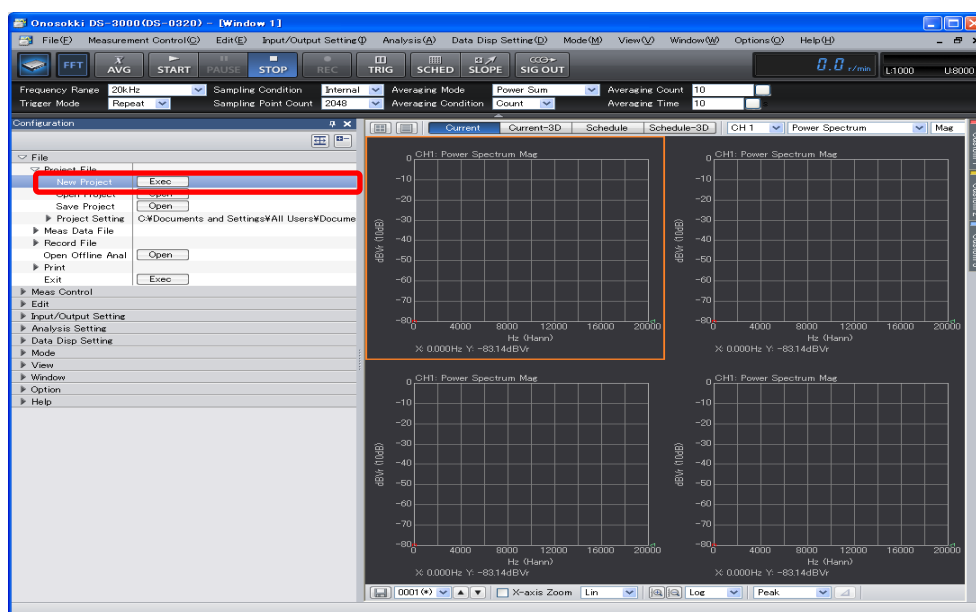 Onosokki DS-3000(DS-0320) - [Window 1]
File(F) Measurement Control(C) Edit(E) Input/Output Setting(I) Analysis(A) Data Disp Setting(D) Mode(M) View(V) Window(W) Options(O) Help(H)
FFT AVG START PAUSE STOP REC TRIG SCHED SLOPE SIG OUT 0.0 r/min L:1000 U:8000
Frequency Range 20kHz Sampling Condition Internal Averaging Mode Power Sum Averaging Count 10
Trigger Mode Repeat Sampling Point Count 2048 Averaging Condition Count Averaging Time 10
Configuration
Current Current-3D Schedule Schedule-3D CH 1 Power Spectrum Mag
File
Project File
New Project Exec
Open Project Open
Save Project Open
Project Setting C:¥Documents and Settings¥All Users¥Docume
Meas Data File
Record File
Open Offline Anal Open
Print
Exit Exec
Meas Control
Edit
Input/Output Setting
Analysis Setting
Data Disp Setting
Mode
View
Window
Option
Help
CH1: Power Spectrum Mag
0
-10
-20
-30
-40
-50
-60
-70
-80
dBVr (10dB)
0 4000 8000 12000 16000 20000
Hz (Hann)
X: 0.000Hz Y: -83.14dBVr
CH1: Power Spectrum Mag
0
-10
-20
-30
-40
-50
-60
-70
-80
dBVr (10dB)
0 4000 8000 12000 16000 20000
Hz (Hann)
X: 0.000Hz Y: -83.14dBVr
CH1: Power Spectrum Mag
0
-10
-20
-30
-40
-50
-60
-70
-80
dBVr (10dB)
0 4000 8000 12000 16000 20000
Hz (Hann)
X: 0.000Hz Y: -83.14dBVr
CH1: Power Spectrum Mag
0
-10
-20
-30
-40
-50
-60
-70
-80
dBVr (10dB)
0 4000 8000 12000 16000 20000
Hz (Hann)
X: 0.000Hz Y: -83.14dBVr
0001(*) X-axis Zoom Lin Log Peak